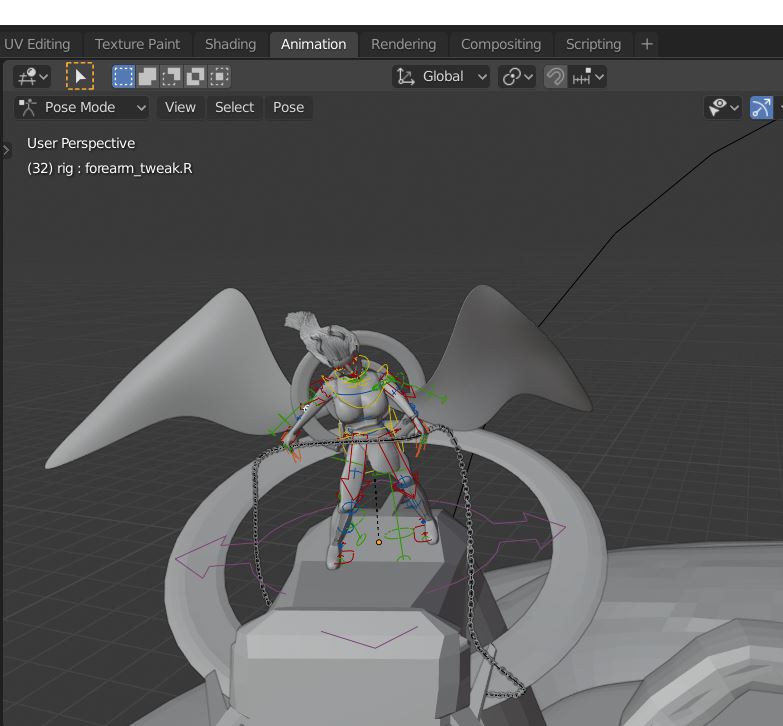 UV Editing Texture Paint Shading Animation Rendering Compositing Scripting +
Global
Pose Mode View Select Pose
User Perspective
(32) rig : forearm_tweak.R